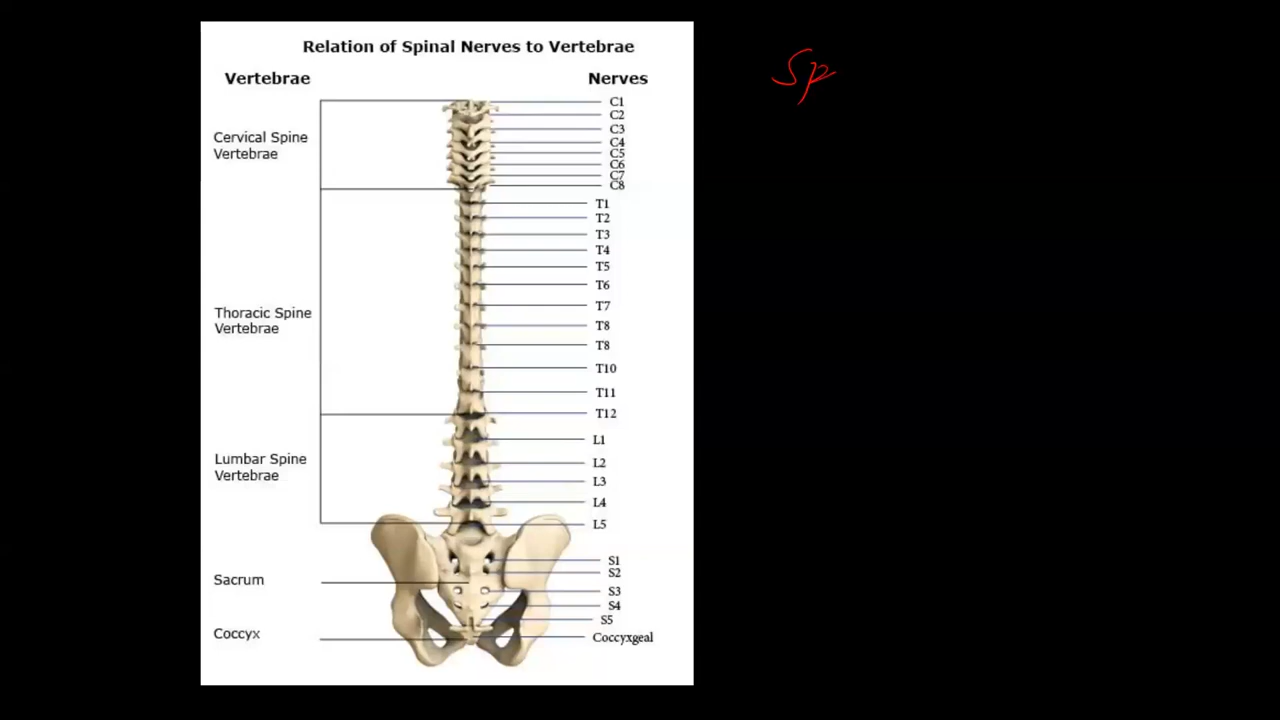 Relation of Spinal Nerves to Vertebrae
Vertebrae
Nerves
Cervical Spine
Vertebrae
Thoracic Spine
Vertebrae
Lumbar Spine
Vertebrae
Sacrum
Coccyx
C1
C2
C3
C4
C5
C6
C7
C8
T1
T2
T3
T4
T5
T6
T7
T8
T8
T10
T11
T12
L1
L2
L3
L4
L5
S1
S2
S3
S4
S5
Coccyxgeal
Sp